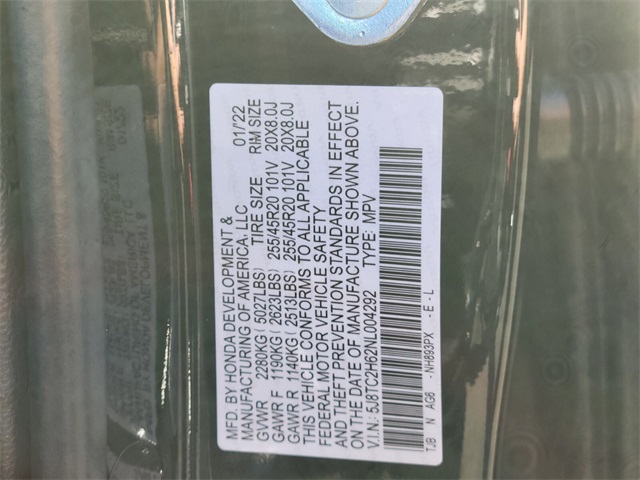 MFD. BY HONDA DEVELOPMENT &
MANUFACTURING OF AMERICA, LLC 01/22
GVWR 2280KG ( 5027LBS) TIRE SIZE RIM SIZE
GAWR F 1190KG ( 2623LBS) 255/45R20 101V 20X8.0J
GAWR R 1140KG ( 2513LBS) 255/45R20 101V 20X8.0J
THIS VEHICLE CONFORMS TO ALL APPLICABLE
FEDERAL MOTOR VEHICLE SAFETY
AND THEFT PREVENTION STANDARDS IN EFFECT
ON THE DATE OF MANUFACTURE SHOWN ABOVE.
V.I.N.: 5J8TC2H62NL004292 TYPE: MPV
TJB N AG6 -NH893PX -E-L